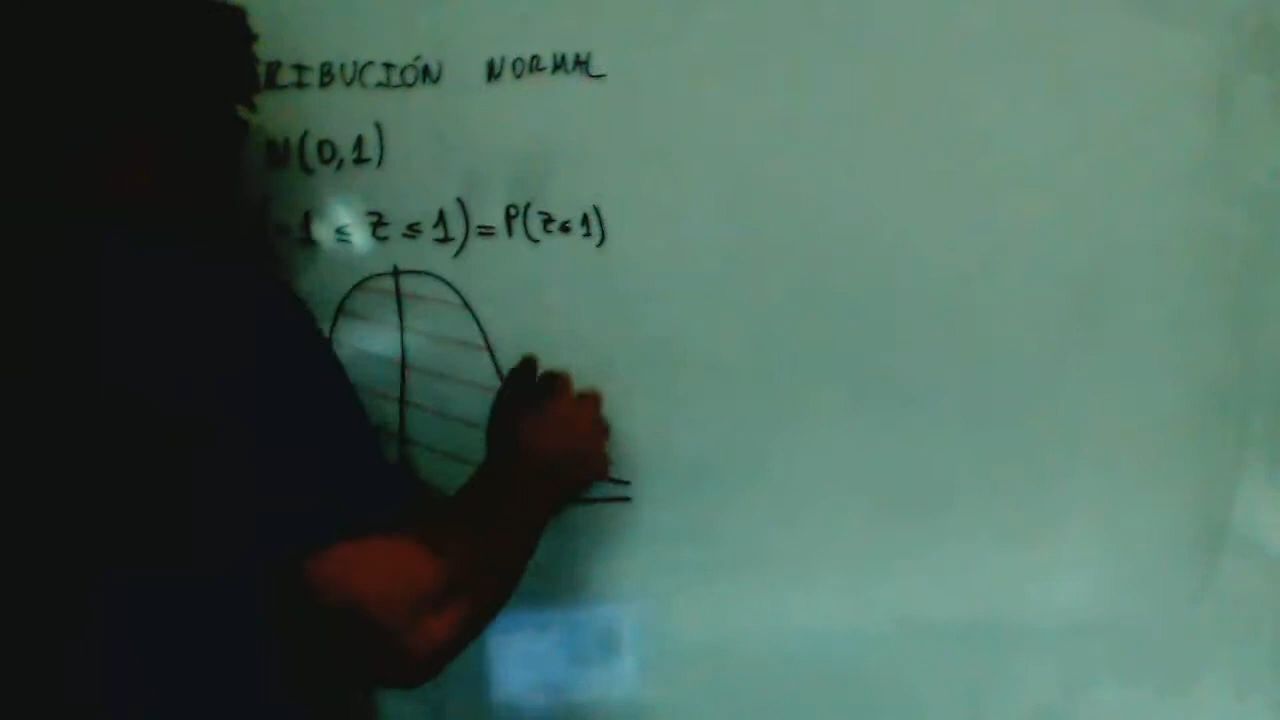 RIBUCIÓN NORMAL
N(0,1)
-1 ≤ Z ≤ 1) = P(Z ≤ 1)